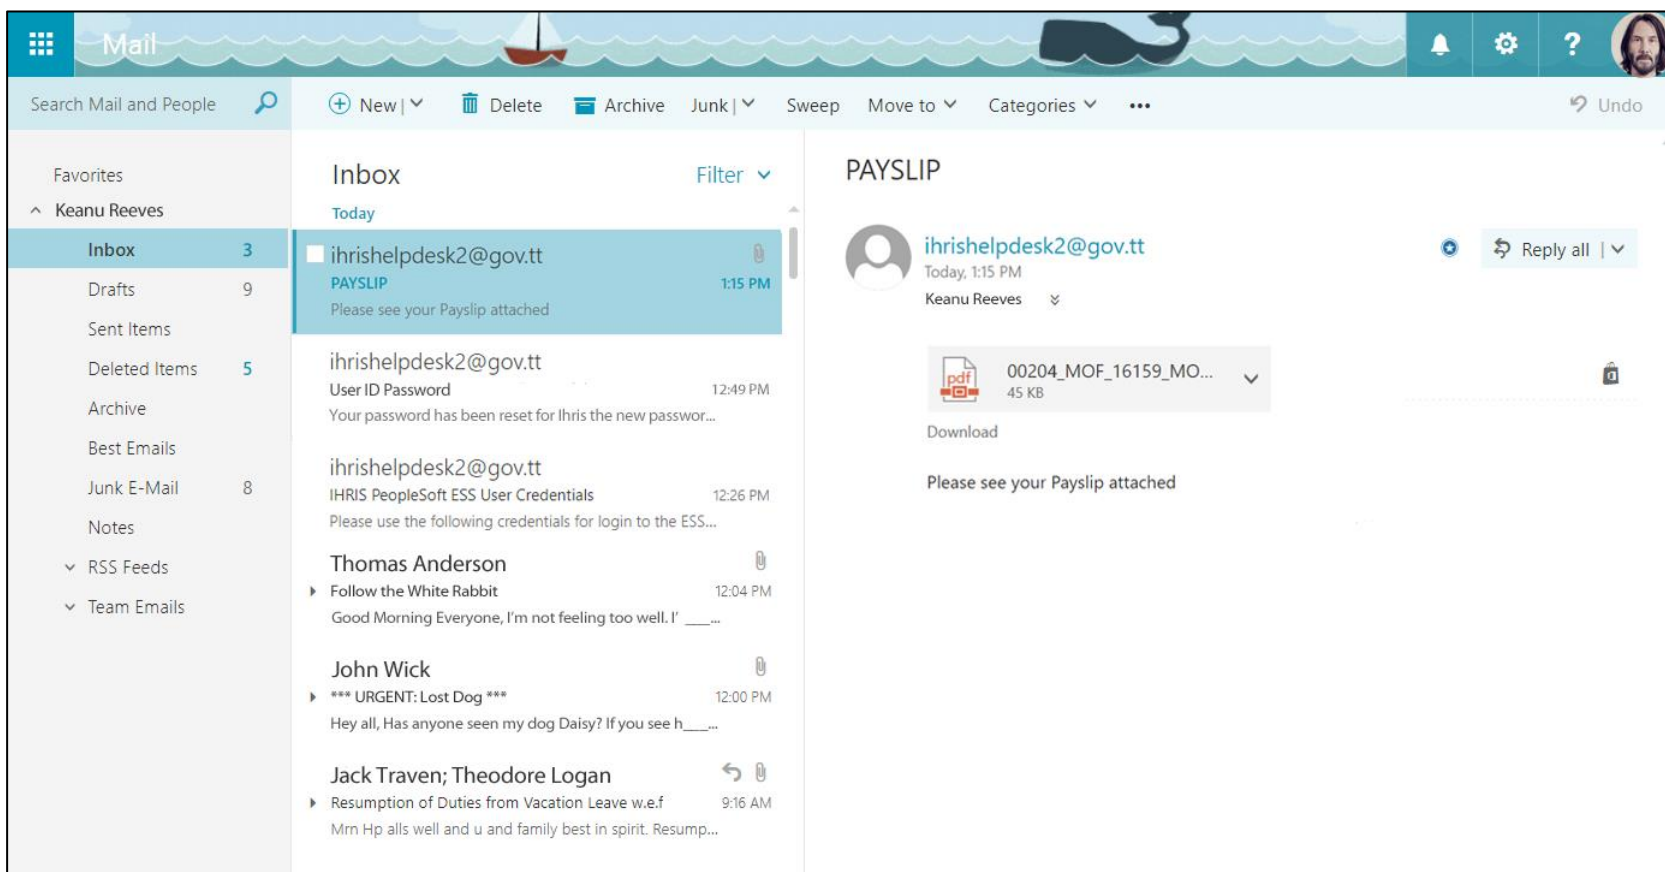 Mail
Search Mail and People
New
Delete
Archive
Junk
Sweep
Move to
Categories
Undo
Favorites
Keanu Reeves
Inbox 3
Drafts 9
Sent Items
Deleted Items 5
Archive
Best Emails
Junk E-Mail 8
Notes
RSS Feeds
Team Emails
Inbox
Filter
Today
ihrishelpdesk2@gov.tt
PAYSLIP 1:15 PM
Please see your Payslip attached
ihrishelpdesk2@gov.tt
User ID Password 12:49 PM
Your password has been reset for Ihris the new passwor...
ihrishelpdesk2@gov.tt
IHRIS PeopleSoft ESS User Credentials 12:26 PM
Please use the following credentials for login to the ESS...
Thomas Anderson
Follow the White Rabbit 12:04 PM
Good Morning Everyone, I'm not feeling too well. I' ___...
John Wick
*** URGENT: Lost Dog *** 12:00 PM
Hey all, Has anyone seen my dog Daisy? If you see h___...
Jack Traven; Theodore Logan
Resumption of Duties from Vacation Leave w.e.f 9:16 AM
Mrn Hp alls well and u and family best in spirit. Resump...
PAYSLIP
ihrishelpdesk2@gov.tt
Today, 1:15 PM
Keanu Reeves
Reply all
pdf
00204_MOF_16159_MO...
45 KB
Download
Please see your Payslip attached